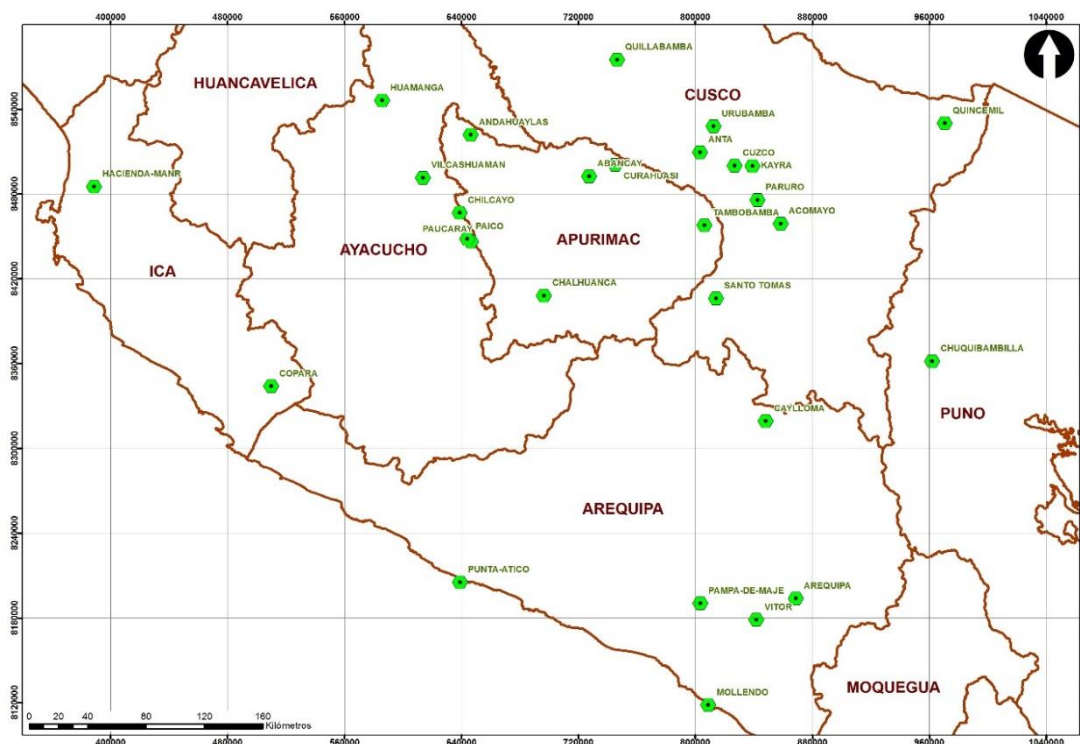 400000 480000 560000 640000 720000 800000 880000 960000 1040000
QUILLABAMBA
HUANCAVELICA
HUAMANGA
CUSCO
8540000
URUBAMBA
QUINCEMIL
ANDAHUAYLAS
ANTA
CUZCO
KAYRA
ABANCAY
CURAHUASI
VILCASHUAMAN
HACIENDA-MANR
8480000
PARURO
CHILCAYO
TAMBOBAMBA
ACOMAYO
PAUCARAY
PAICO
AYACUCHO
APURIMAC
ICA
8420000
CHALHUANCA
SANTO TOMAS
CHUQUIBAMBILLA
8360000
COPARA
CAYLLOMA
PUNO
8300000
AREQUIPA
8240000
PUNTA-ATICO
PAMPA-DE-MAJE
AREQUIPA
VITOR
8180000
MOQUEGUA
MOLLENDO
8120000
0 20 40 80 120 160
Kilómetros
400000 480000 560000 640000 720000 800000 880000 960000 1040000